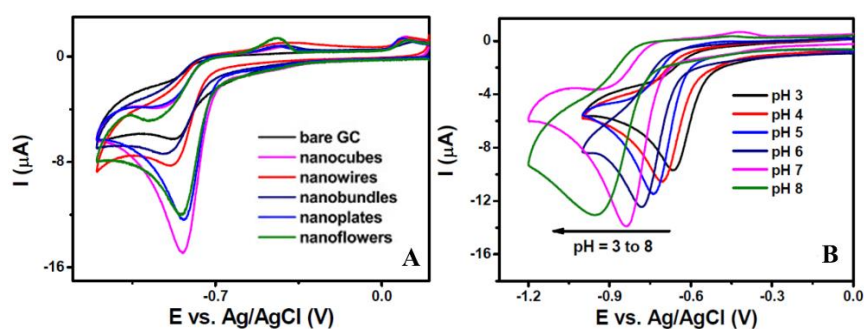 0
-8
-16
I (µA)
bare GC
nanocubes
nanowires
nanobundles
nanoplates
nanoflowers
A
-0.7
0.0
E vs. Ag/AgCl (V)
B
0
-4
-8
-12
-16
I (µA)
pH 3
pH 4
pH 5
pH 6
pH 7
pH 8
pH = 3 to 8
B
-1.2
-0.9
-0.6
-0.3
0.0
E vs. Ag/AgCl (V)